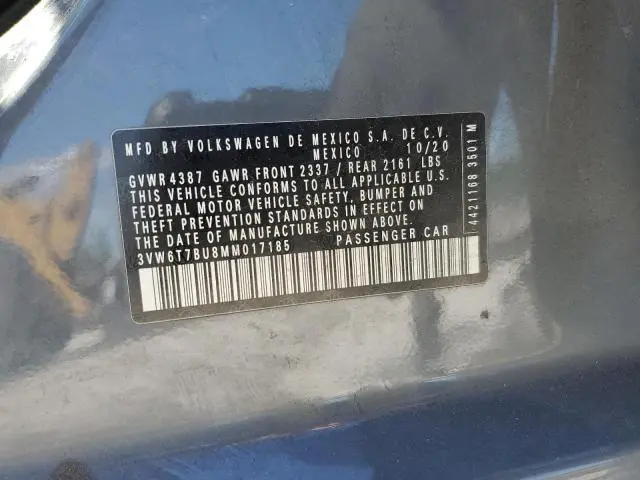 MFD BY VOLKSWAGEN DE MEXICO S.A. DE C.V.
MEXICO 10/20
GVWR 4387 GAWR FRONT 2337 / REAR 2161 LBS
THIS VEHICLE CONFORMS TO ALL APPLICABLE U.S.
FEDERAL MOTOR VEHICLE SAFETY, BUMPER AND
THEFT PREVENTION STANDARDS IN EFFECT ON
THE DATE OF MANUFACTURE SHOWN ABOVE.
3VW6T7BU8MM017185 PASSENGER CAR
4421168 3501 M